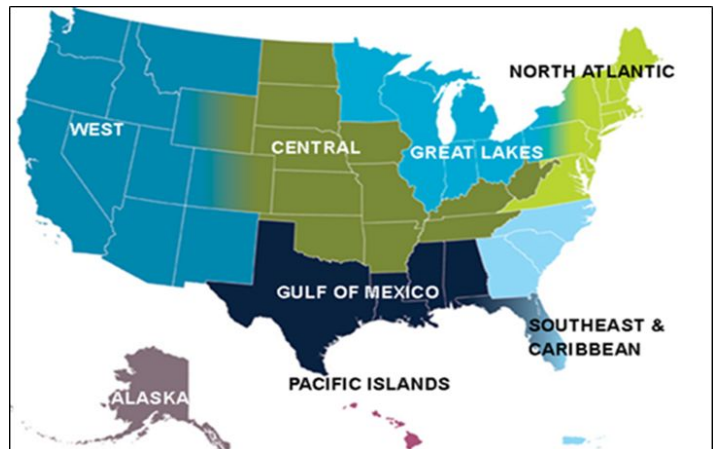 NORTH ATLANTIC
WEST
CENTRAL
GREAT LAKES
GULF OF MEXICO
SOUTHEAST &
CARIBBEAN
PACIFIC ISLANDS
ALASKA